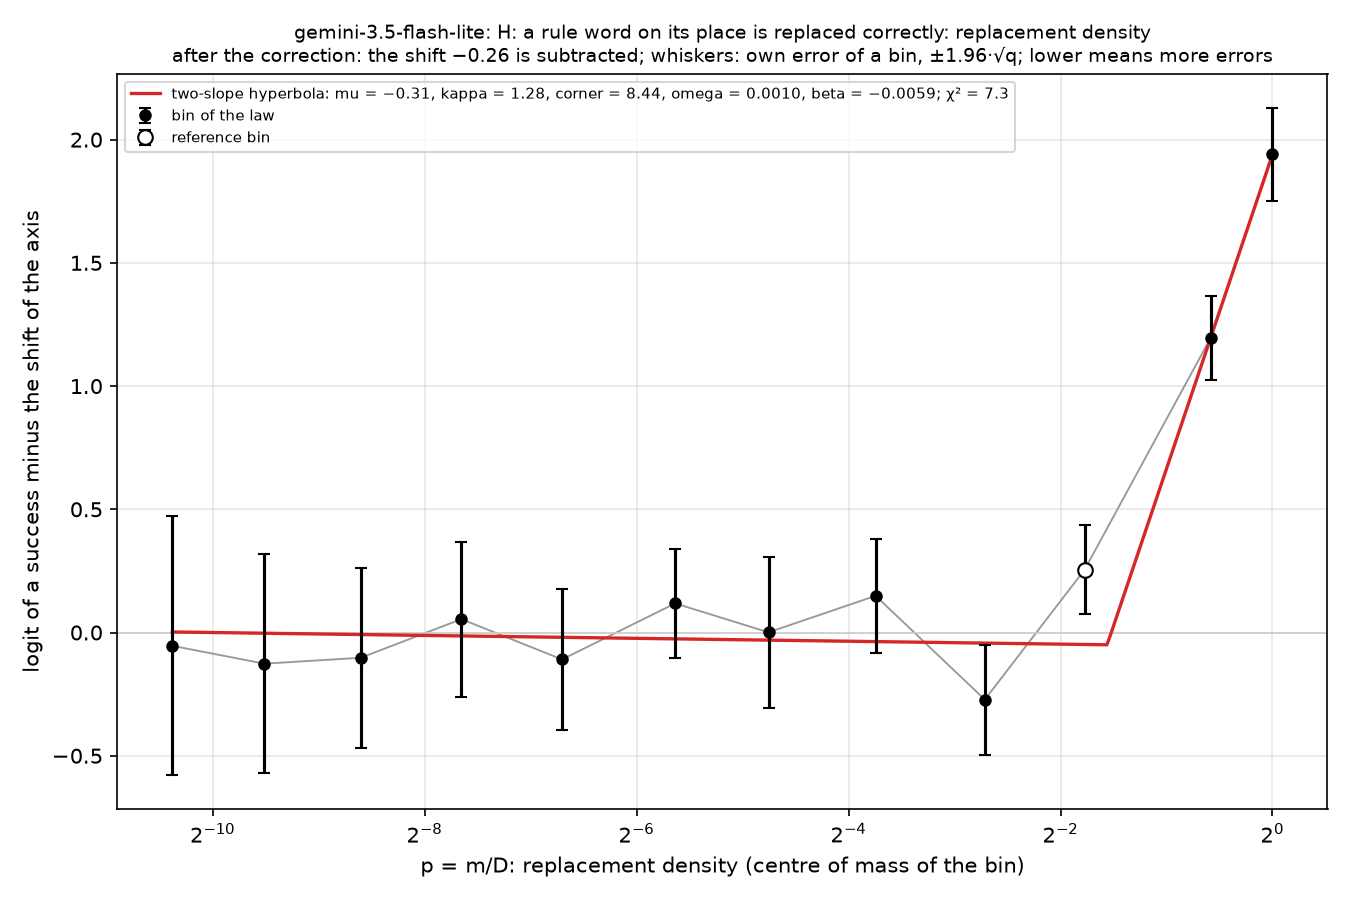 gemini-3.5-flash-lite: H: a rule word on its place is replaced correctly: replacement density
after the correction: the shift −0.26 is subtracted; whiskers: own error of a bin, ±1.96·√q; lower means more errors
two-slope hyperbola: mu = −0.31, kappa = 1.28, corner = 8.44, omega = 0.0010, beta = −0.0059; χ² = 7.3
bin of the law
reference bin
logit of a success minus the shift of the axis
2.0
1.5
1.0
0.5
0.0
−0.5
2⁻¹⁰ 2⁻⁸ 2⁻⁶ 2⁻⁴ 2⁻² 2⁰
p = m/D: replacement density (centre of mass of the bin)